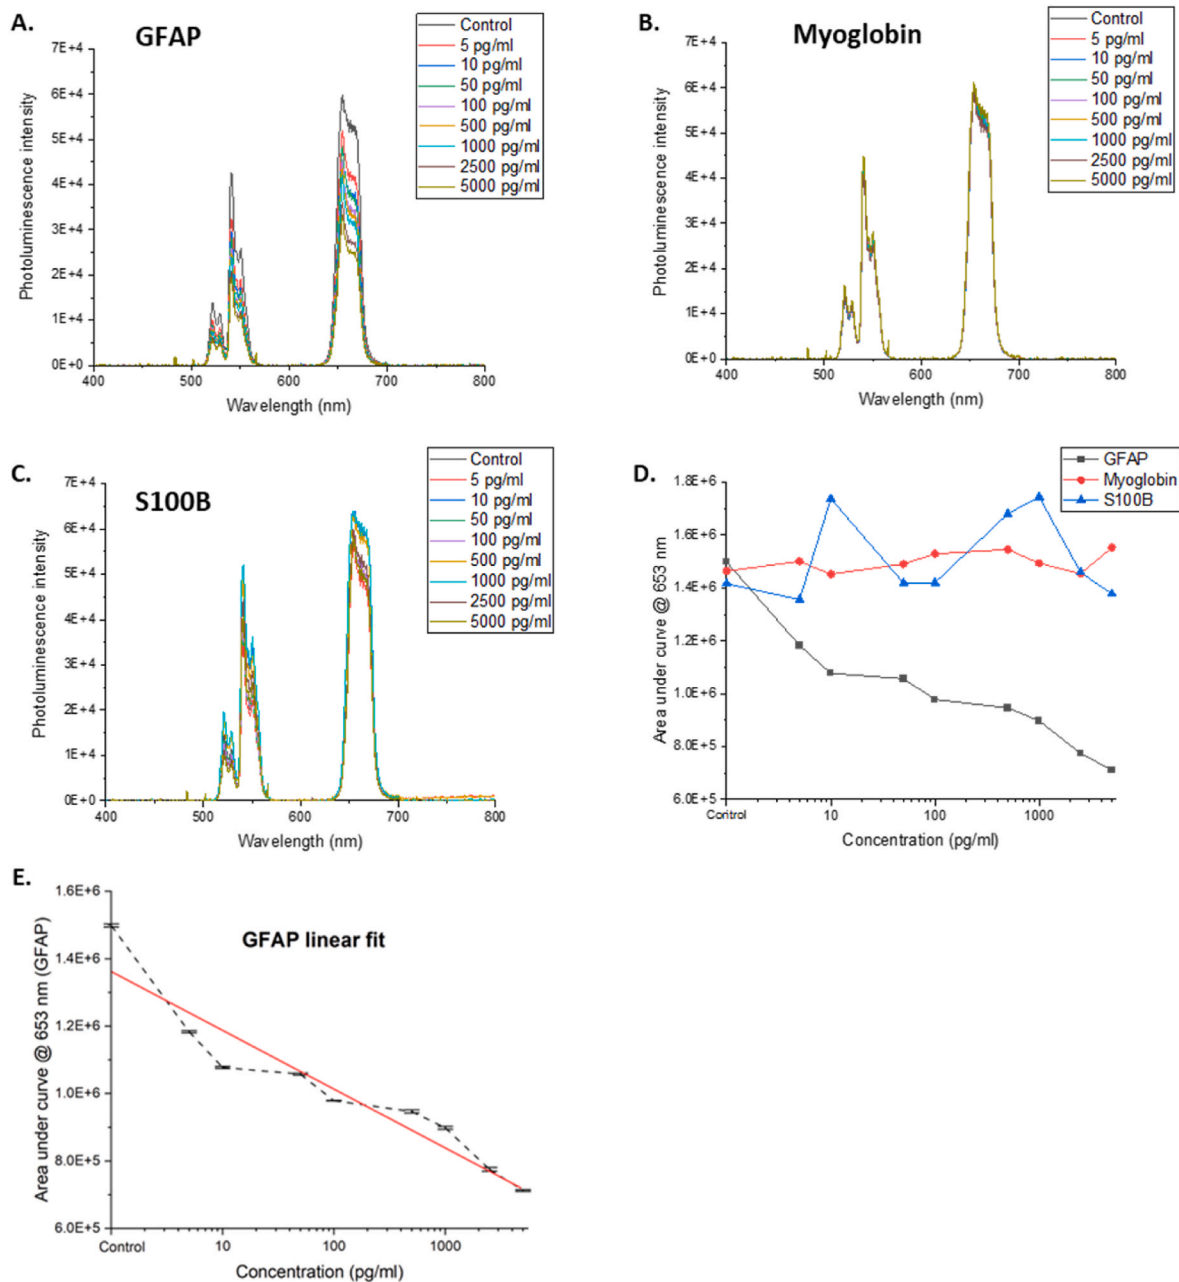 A.
GFAP
Control
5 pg/ml
10 pg/ml
50 pg/ml
100 pg/ml
500 pg/ml
1000 pg/ml
2500 pg/ml
5000 pg/ml
7E+4
6E+4
5E+4
4E+4
3E+4
2E+4
1E+4
0E+0
Photoluminescence intensity
400
500
600
700
800
Wavelength (nm)
B.
Myoglobin
Control
5 pg/ml
10 pg/ml
50 pg/ml
100 pg/ml
500 pg/ml
1000 pg/ml
2500 pg/ml
5000 pg/ml
7E+4
6E+4
5E+4
4E+4
3E+4
2E+4
1E+4
0E+0
Photoluminescence intensity
400
500
600
700
800
Wavelength (nm)
C.
S100B
Control
5 pg/ml
10 pg/ml
50 pg/ml
100 pg/ml
500 pg/ml
1000 pg/ml
2500 pg/ml
5000 pg/ml
7E+4
6E+4
5E+4
4E+4
3E+4
2E+4
1E+4
0E+0
Photoluminescence intensity
400
500
600
700
800
Wavelength (nm)
D.
GFAP
Myoglobin
S100B
1.8E+6
1.6E+6
1.4E+6
1.2E+6
1.0E+6
8.0E+5
6.0E+5
Area under curve @ 653 nm
Control
10
100
1000
Concentration (pg/ml)
E.
GFAP linear fit
1.6E+6
1.4E+6
1.2E+6
1.0E+6
8.0E+5
6.0E+5
Area under curve @ 653 nm (GFAP)
Control
10
100
1000
Concentration (pg/ml)